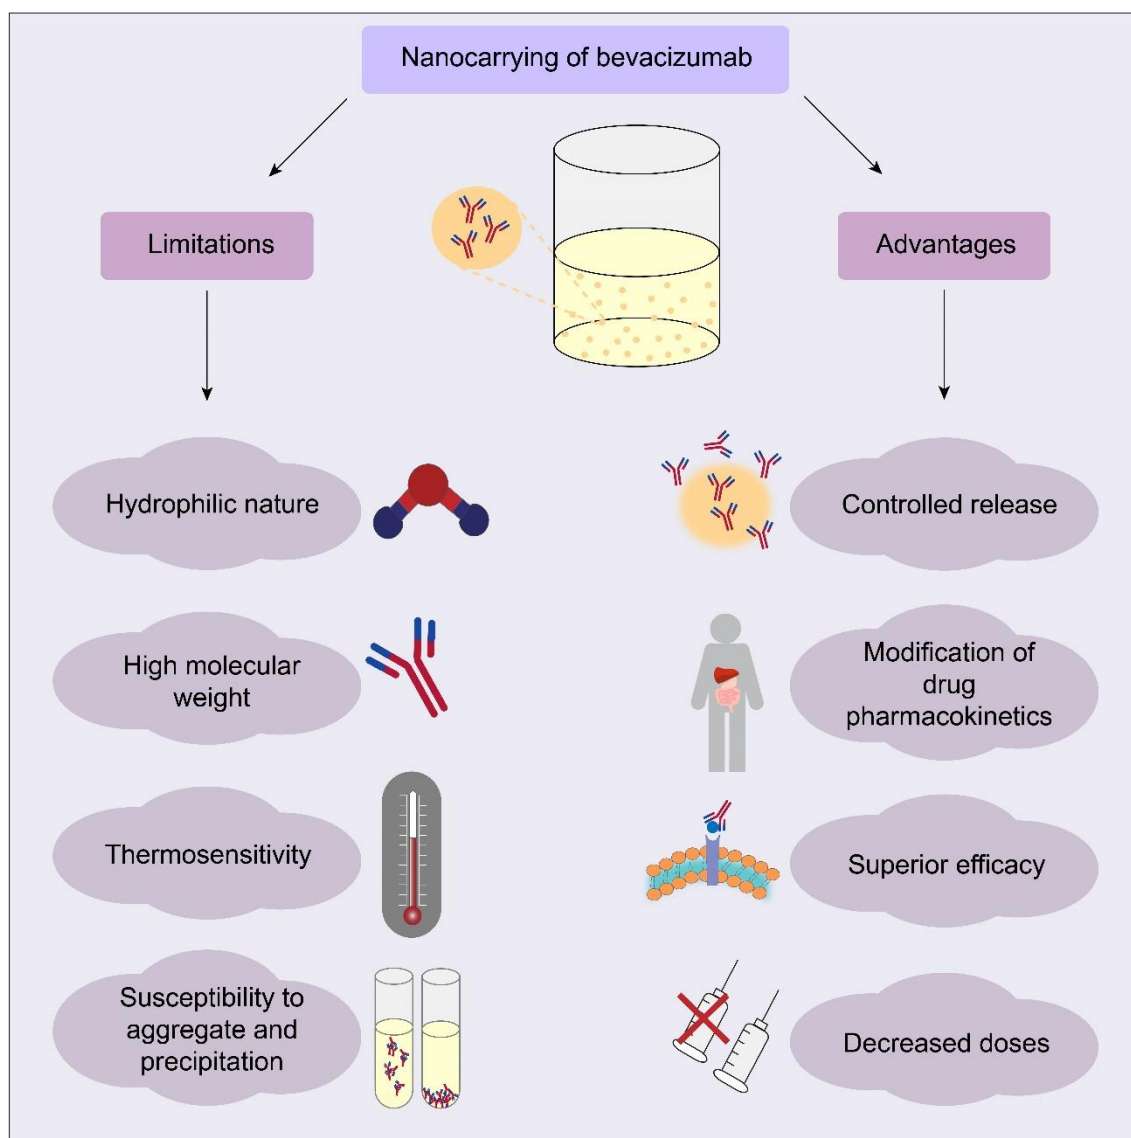 Nanocarrying of bevacizumab
Limitations
Hydrophilic nature
High molecular
weight
Thermosensitivity
Susceptibility to
aggregate and
precipitation
Advantages
Controlled release
Modification of
drug
pharmacokinetics
Superior efficacy
Decreased doses